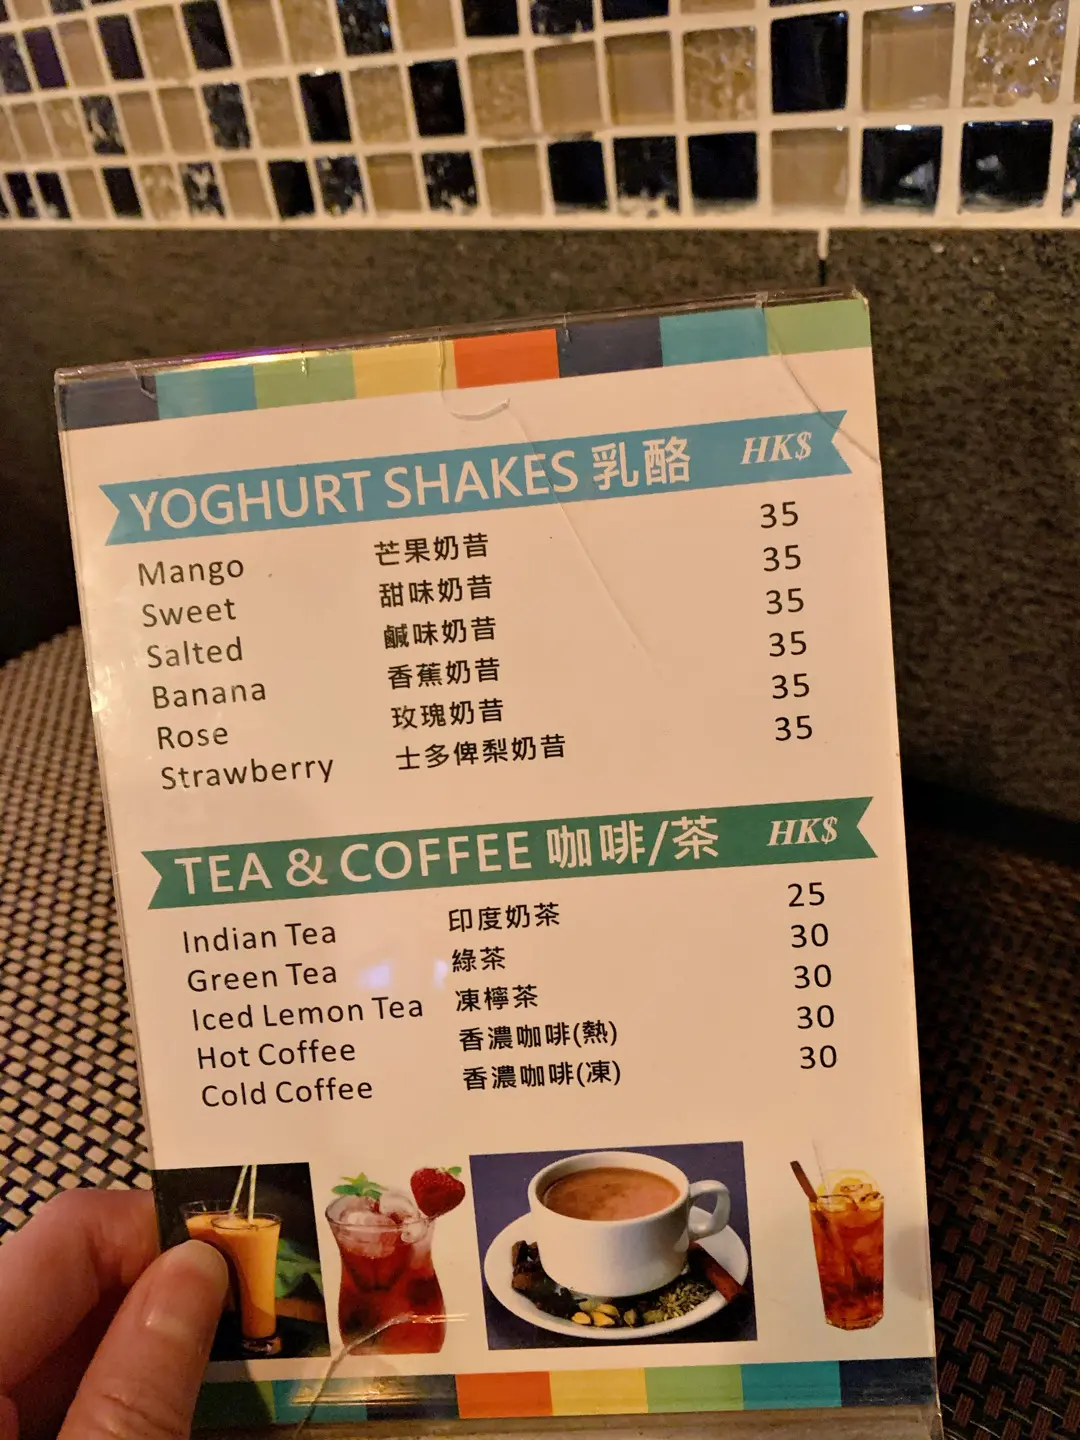 YOGHURT SHAKES 乳酪 HK$
Mango 芒果奶昔 35
Sweet 甜味奶昔 35
Salted 鹹味奶昔 35
Banana 香蕉奶昔 35
Rose 玫瑰奶昔 35
Strawberry 士多俾梨奶昔 35
TEA & COFFEE 咖啡/茶 HK$
Indian Tea 印度奶茶 25
Green Tea 綠茶 30
Iced Lemon Tea 凍檸茶 30
Hot Coffee 香濃咖啡(熱) 30
Cold Coffee 香濃咖啡(凍) 30